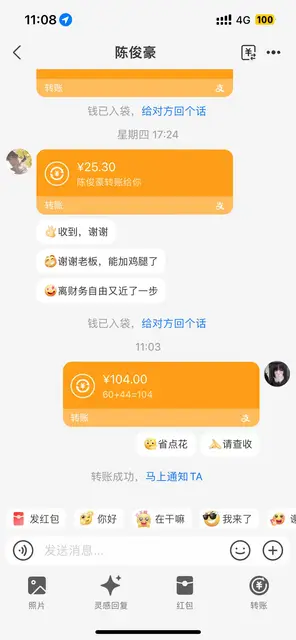 11:08
4G
100
陈俊豪
转账
钱已入袋，给对方回个话
星期四 17:24
¥25.30
陈俊豪转账给你
转账
收到，谢谢
谢谢老板，能加鸡腿了
离财务自由又近了一步
钱已入袋，给对方回个话
11:03
¥104.00
60+44=104
转账
省点花
请查收
转账成功，马上通知TA
发红包
你好
在干嘛
我来了
发送消息...
照片
灵感回复
红包
转账